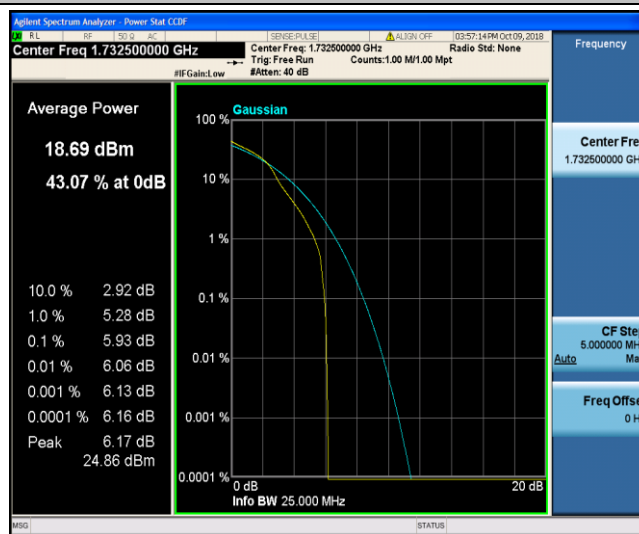 Agilent Spectrum Analyzer - Power Stat CCDF
RL RF 50 Ω AC SENSE:PULSE ALIGN OFF 03:57:14 PM Oct 09, 2018
Center Freq 1.732500000 GHz
Center Freq: 1.732500000 GHz Radio Std: None
Trig: Free Run Counts:1.00 M/1.00 Mpt
#IFGain:Low #Atten: 40 dB
Frequency
Average Power
18.69 dBm
43.07 % at 0dB
10.0 % 2.92 dB
1.0 % 5.28 dB
0.1 % 5.93 dB
0.01 % 6.06 dB
0.001 % 6.13 dB
0.0001 % 6.16 dB
Peak 6.17 dB
24.86 dBm
Gaussian
100 %
10 %
1 %
0.1 %
0.01 %
0.001 %
0.0001 %
0 dB 20 dB
Info BW 25.000 MHz
Center Fre
1.732500000 GH
CF Ste
5.000000 MH
Auto Ma
Freq Offse
0 H
MSG STATUS